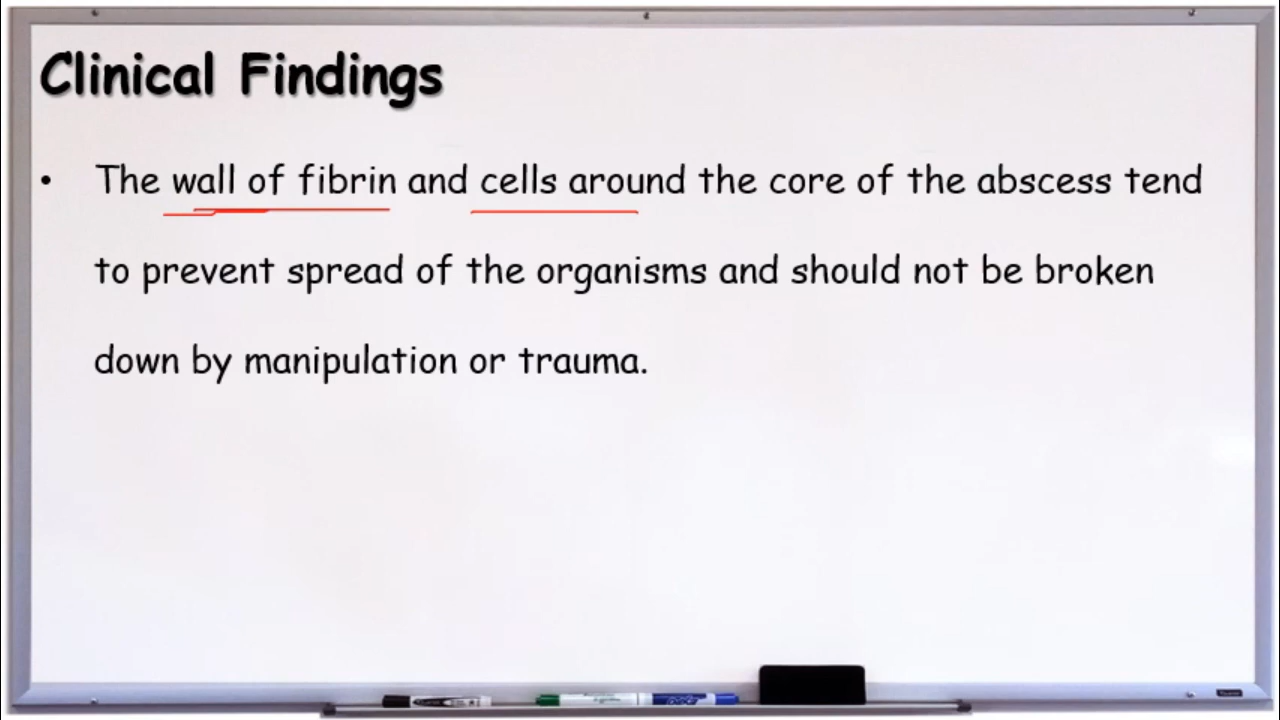 Clinical Findings
• The wall of fibrin and cells around the core of the abscess tend
to prevent spread of the organisms and should not be broken
down by manipulation or trauma.